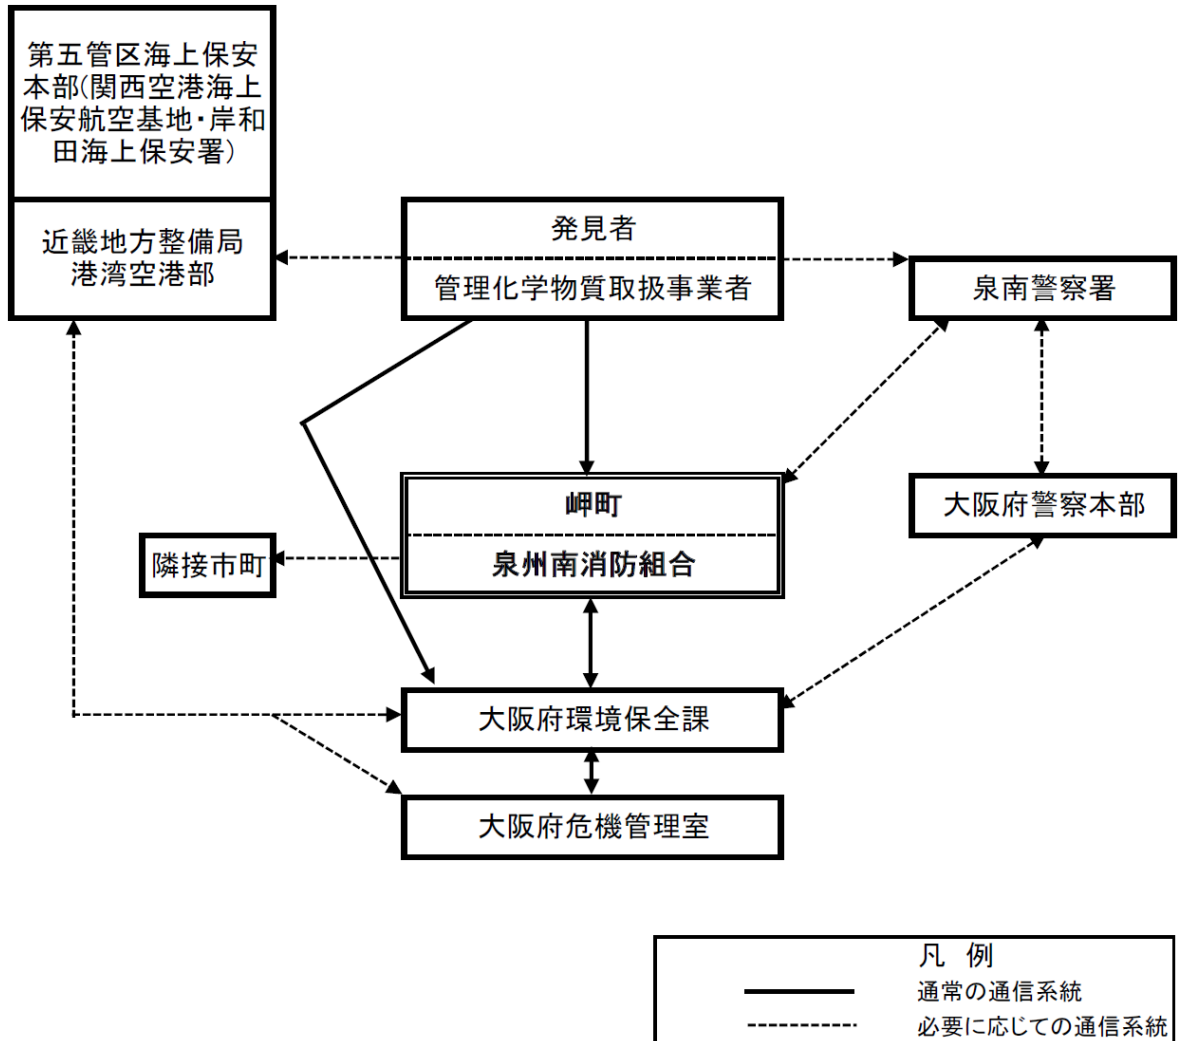 第五管区海上保安
本部(関西空港海上
保安航空基地・岸和
田海上保安署)
近畿地方整備局
港湾空港部
発見者
管理化学物質取扱事業者
泉南警察署
岬町
泉州南消防組合
大阪府警察本部
隣接市町
大阪府環境保全課
大阪府危機管理室
凡 例
通常の通信系統
必要に応じての通信系統